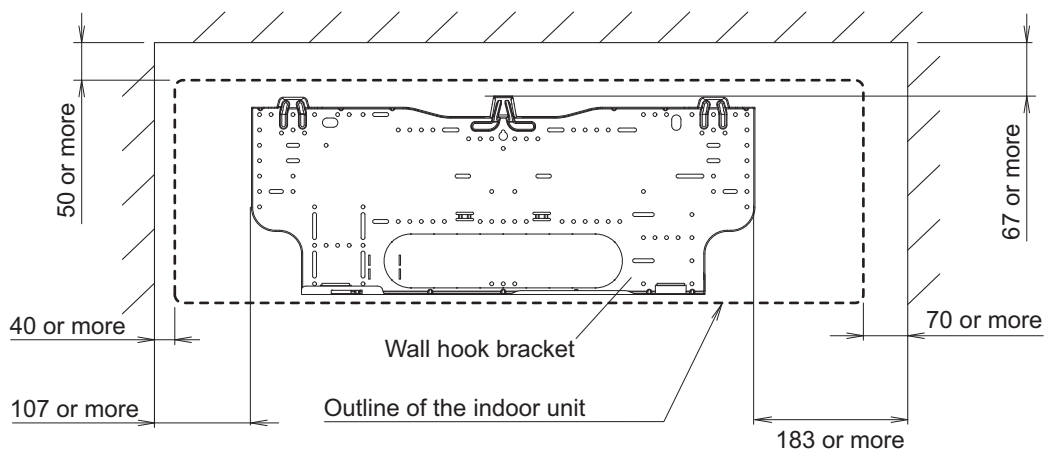 50 or more
67 or more
40 or more
70 or more
Wall hook bracket
107 or more
Outline of the indoor unit
183 or more